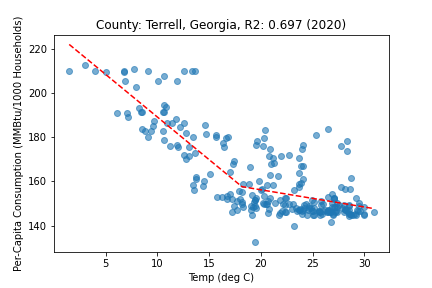 County: Terrell, Georgia, R2: 0.697 (2020)
Per-Capita Consumption (MMBtu/1000 Households)
220
200
180
160
140
5 10 15 20 25 30
Temp (deg C)